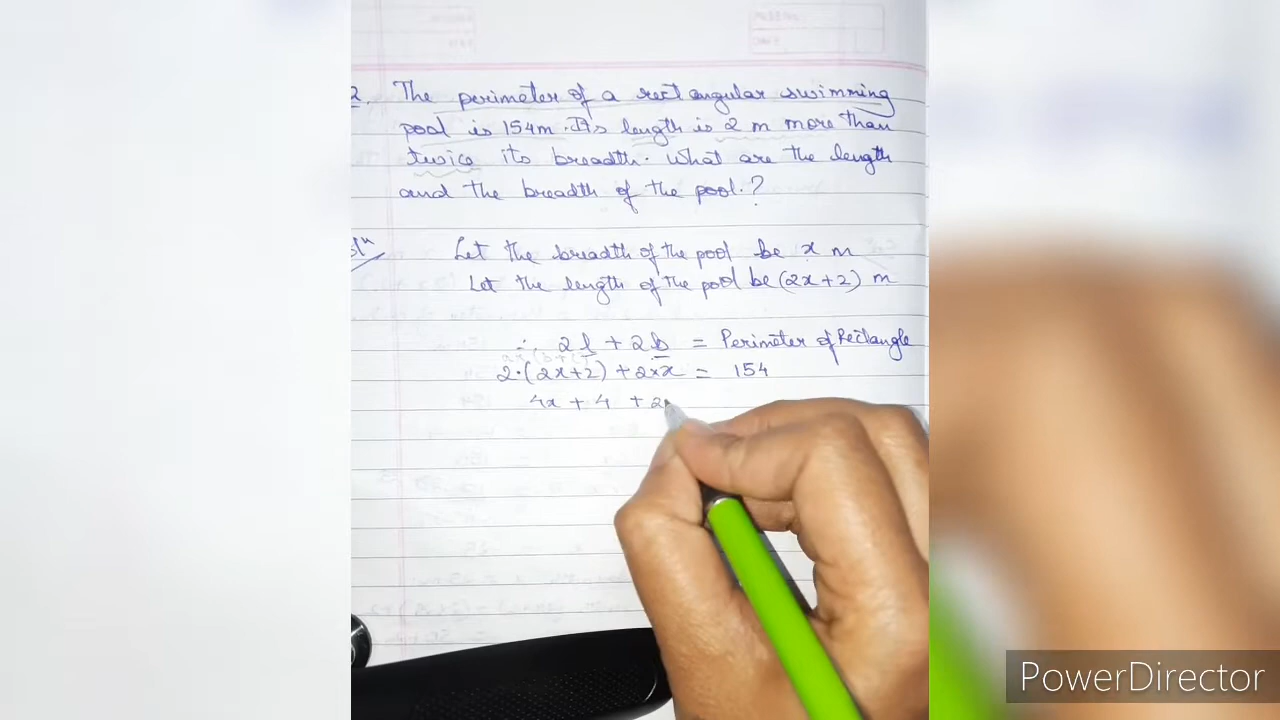 2. The perimeter of a rectangular swimming
pool is 154m. Its length is 2 m more than
twice its breadth. What are the length
and the breadth of the pool.?
Let the breadth of the pool be x m
Let the length of the pool be (2x+2) m
∴ 2l + 2b = Perimeter of Rectangle
2·(2x+2) + 2×x = 154
4x + 4 + 2
PowerDirector